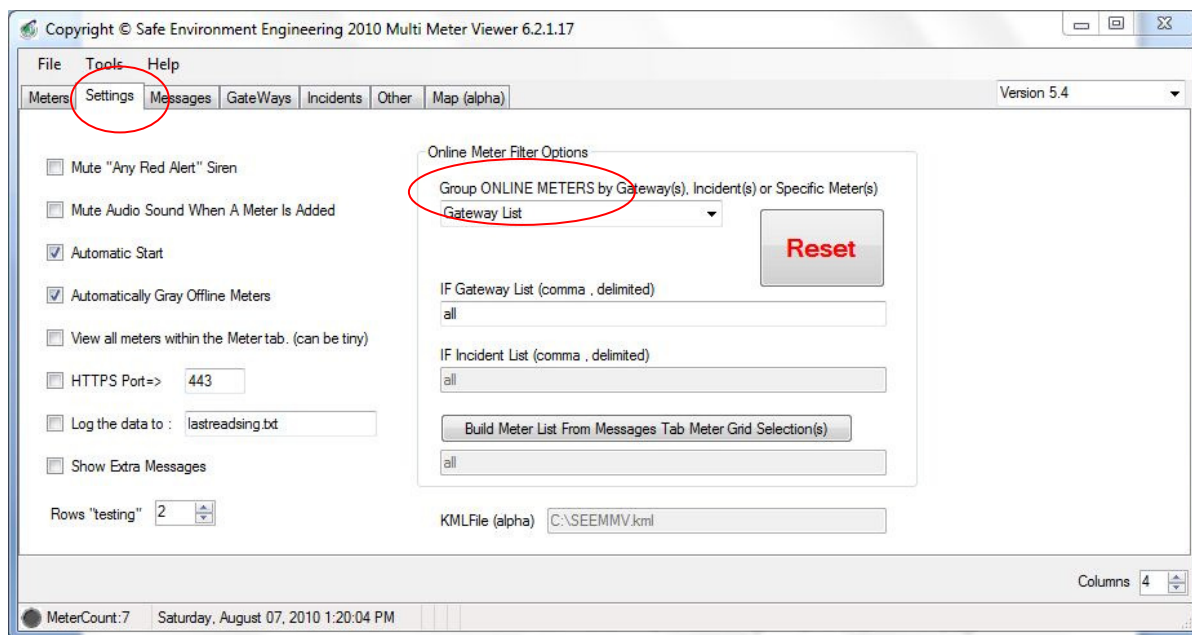 Copyright © Safe Environment Engineering 2010 Multi Meter Viewer 6.2.1.17
File Tools Help
Meters Settings Messages GateWays Incidents Other Map (alpha) Version 5.4
Mute "Any Red Alert" Siren
Mute Audio Sound When A Meter Is Added
Automatic Start
Automatically Gray Offline Meters
View all meters within the Meter tab. (can be tiny)
HTTPS Port=> 443
Log the data to : lastreadsing.txt
Show Extra Messages
Rows "testing" 2
Online Meter Filter Options
Group ONLINE METERS by Gateway(s), Incident(s) or Specific Meter(s)
Gateway List
Reset
IF Gateway List (comma , delimited)
all
IF Incident List (comma , delimited)
all
Build Meter List From Messages Tab Meter Grid Selection(s)
all
KMLFile (alpha) C:\SEEMMV.kml
Columns 4
MeterCount:7 Saturday, August 07, 2010 1:20:04 PM